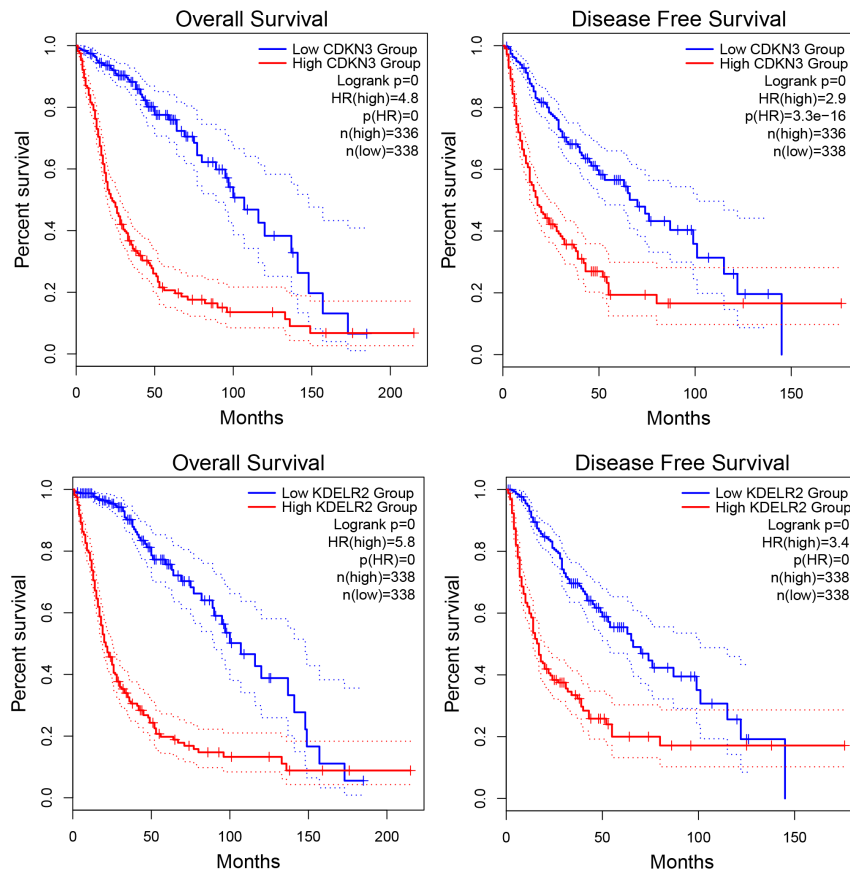 Overall Survival
Low CDKN3 Group
High CDKN3 Group
Logrank p=0
HR(high)=4.8
p(HR)=0
n(high)=336
n(low)=338
Percent survival
0.0
0.2
0.4
0.6
0.8
1.0
0 50 100 150 200
Months
Disease Free Survival
Low CDKN3 Group
High CDKN3 Group
Logrank p=0
HR(high)=2.9
p(HR)=3.3e−16
n(high)=336
n(low)=338
Percent survival
0.0
0.2
0.4
0.6
0.8
1.0
0 50 100 150
Months
Overall Survival
Low KDELR2 Group
High KDELR2 Group
Logrank p=0
HR(high)=5.8
p(HR)=0
n(high)=338
n(low)=338
Percent survival
0.0
0.2
0.4
0.6
0.8
1.0
0 50 100 150 200
Months
Disease Free Survival
Low KDELR2 Group
High KDELR2 Group
Logrank p=0
HR(high)=3.4
p(HR)=0
n(high)=338
n(low)=338
Percent survival
0.0
0.2
0.4
0.6
0.8
1.0
0 50 100 150
Months